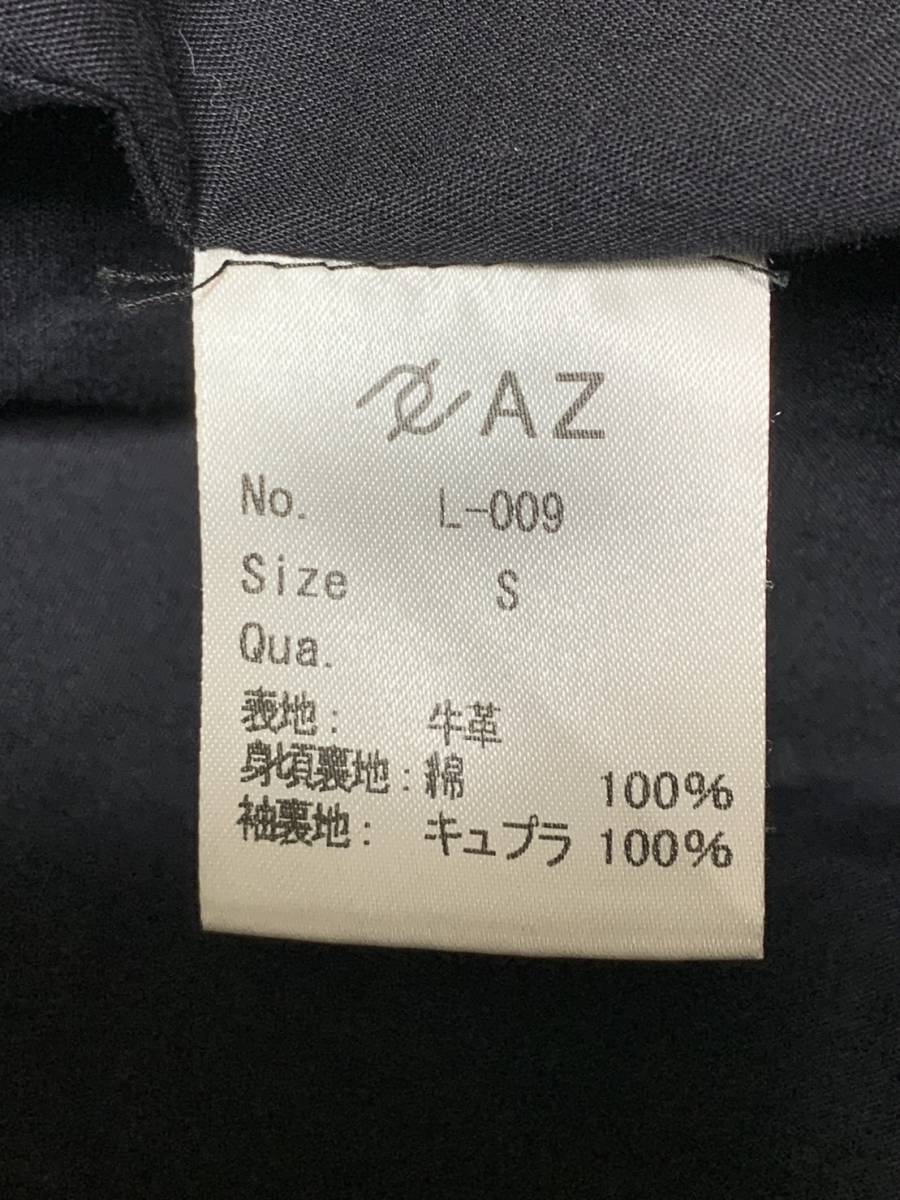 AZ
No. L-009
Size S
Qua.
表地: 牛革
身頃裏地:綿 100%
袖裏地: キュプラ 100%